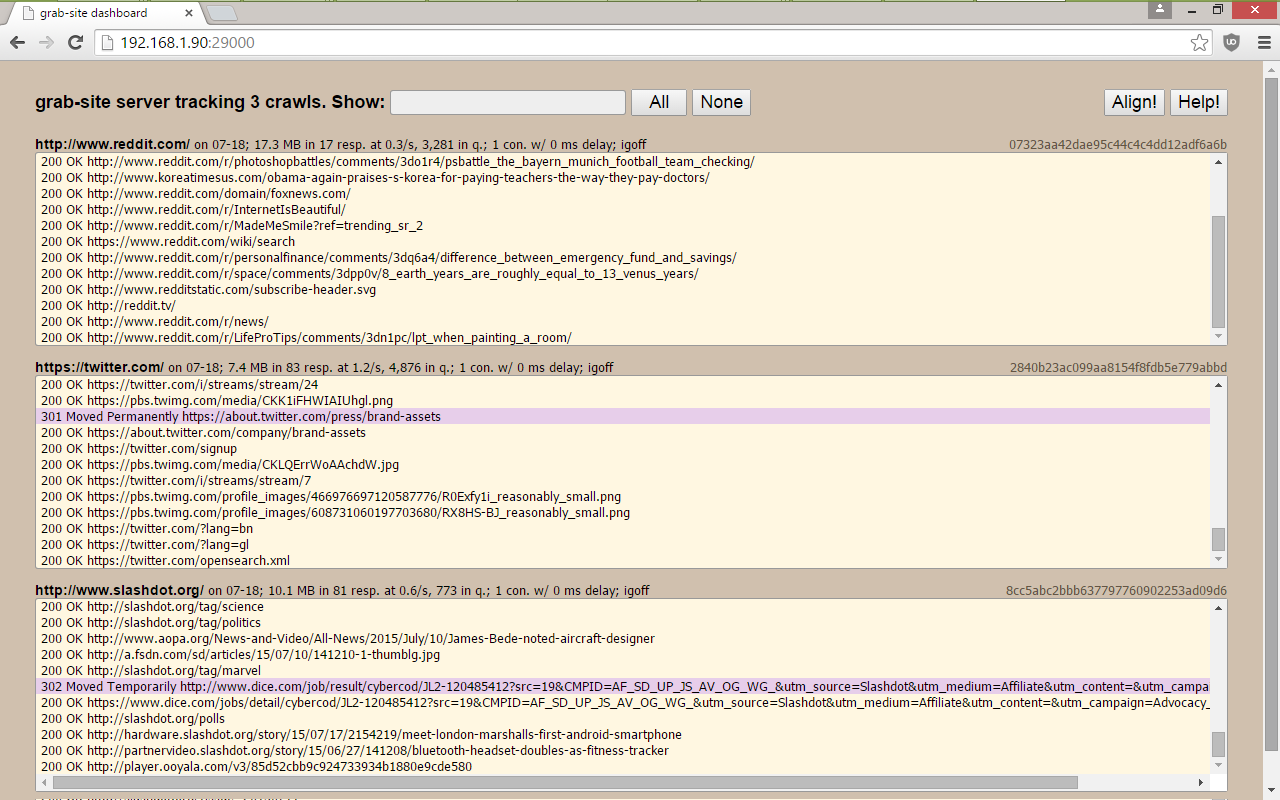 grab-site dashboard
192.168.1.90:29000
grab-site server tracking 3 crawls. Show: All None Align! Help!
http://www.reddit.com/ on 07-18; 17.3 MB in 17 resp. at 0.3/s, 3,281 in q.; 1 con. w/ 0 ms delay; igoff 07323aa42dae95c44c4c4dd12adf6a6b
200 OK http://www.reddit.com/r/photoshopbattles/comments/3do1r4/psbattle_the_bayern_munich_football_team_checking/
200 OK http://www.koreatimesus.com/obama-again-praises-s-korea-for-paying-teachers-the-way-they-pay-doctors/
200 OK http://www.reddit.com/domain/foxnews.com/
200 OK http://www.reddit.com/r/InternetIsBeautiful/
200 OK http://www.reddit.com/r/MadeMeSmile?ref=trending_sr_2
200 OK https://www.reddit.com/wiki/search
200 OK http://www.reddit.com/r/personalfinance/comments/3dq6a4/difference_between_emergency_fund_and_savings/
200 OK http://www.reddit.com/r/space/comments/3dpp0v/8_earth_years_are_roughly_equal_to_13_venus_years/
200 OK http://www.redditstatic.com/subscribe-header.svg
200 OK http://reddit.tv/
200 OK http://www.reddit.com/r/news/
200 OK http://www.reddit.com/r/LifeProTips/comments/3dn1pc/lpt_when_painting_a_room/
https://twitter.com/ on 07-18; 7.4 MB in 83 resp. at 1.2/s, 4,876 in q.; 1 con. w/ 0 ms delay; igoff 2840b23ac099aa8154f8fdb5e779abbd
200 OK https://twitter.com/i/streams/stream/24
200 OK https://pbs.twimg.com/media/CKK1iFHWIAIUhgl.png
301 Moved Permanently https://about.twitter.com/press/brand-assets
200 OK https://about.twitter.com/company/brand-assets
200 OK https://twitter.com/signup
200 OK https://pbs.twimg.com/media/CKLQErrWoAAchdW.jpg
200 OK https://twitter.com/i/streams/stream/7
200 OK https://pbs.twimg.com/profile_images/466976697120587776/R0Exfy1i_reasonably_small.png
200 OK https://pbs.twimg.com/profile_images/608731060197703680/RX8HS-BJ_reasonably_small.png
200 OK https://twitter.com/?lang=bn
200 OK https://twitter.com/?lang=gl
200 OK https://twitter.com/opensearch.xml
http://www.slashdot.org/ on 07-18; 10.1 MB in 81 resp. at 0.6/s, 773 in q.; 1 con. w/ 0 ms delay; igoff 8cc5abc2bbb637797760902253ad09d6
200 OK http://slashdot.org/tag/science
200 OK http://slashdot.org/tag/politics
200 OK http://www.aopa.org/News-and-Video/All-News/2015/July/10/James-Bede-noted-aircraft-designer
200 OK http://a.fsdn.com/sd/articles/15/07/10/141210-1-thumblg.jpg
200 OK http://slashdot.org/tag/marvel
302 Moved Temporarily http://www.dice.com/job/result/cybercod/JL2-120485412?src=19&CMPID=AF_SD_UP_JS_AV_OG_WG_&utm_source=Slashdot&utm_medium=Affiliate&utm_content=&utm_campa
200 OK https://www.dice.com/jobs/detail/cybercod/JL2-120485412?src=19&CMPID=AF_SD_UP_JS_AV_OG_WG_&utm_source=Slashdot&utm_medium=Affiliate&utm_content=&utm_campaign=Advocacy_
200 OK http://slashdot.org/polls
200 OK http://hardware.slashdot.org/story/15/07/17/2154219/meet-london-marshalls-first-android-smartphone
200 OK http://partnervideo.slashdot.org/story/15/06/27/141208/bluetooth-headset-doubles-as-fitness-tracker
200 OK http://player.ooyala.com/v3/85d52cbb9c924733934b1880e9cde580